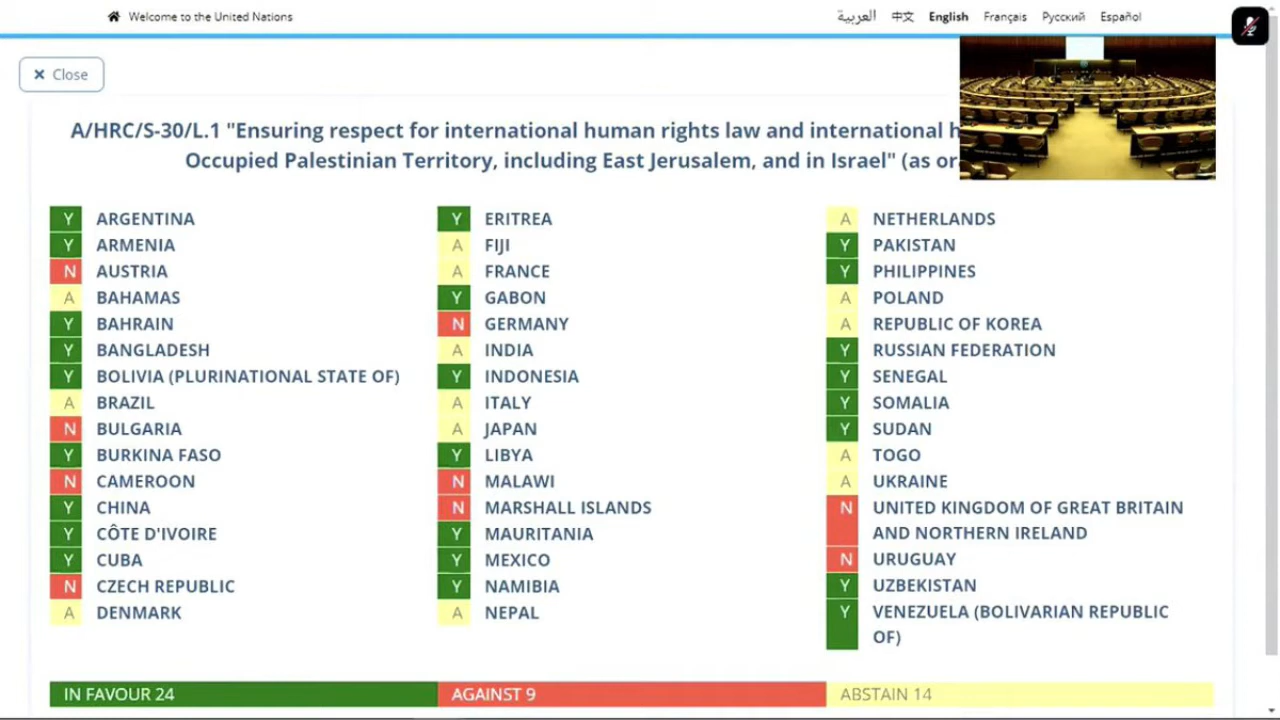 Welcome to the United Nations
العربية 中文 English Français Русский Español
× Close
A/HRC/S-30/L.1 "Ensuring respect for international human rights law and international
Occupied Palestinian Territory, including East Jerusalem, and in Israel" (as
Y ARGENTINA
Y ARMENIA
N AUSTRIA
A BAHAMAS
Y BAHRAIN
Y BANGLADESH
Y BOLIVIA (PLURINATIONAL STATE OF)
A BRAZIL
N BULGARIA
Y BURKINA FASO
N CAMEROON
Y CHINA
Y CÔTE D'IVOIRE
Y CUBA
N CZECH REPUBLIC
A DENMARK
Y ERITREA
A FIJI
A FRANCE
Y GABON
N GERMANY
A INDIA
Y INDONESIA
A ITALY
A JAPAN
Y LIBYA
N MALAWI
N MARSHALL ISLANDS
Y MAURITANIA
Y MEXICO
Y NAMIBIA
A NEPAL
A NETHERLANDS
Y PAKISTAN
Y PHILIPPINES
A POLAND
A REPUBLIC OF KOREA
Y RUSSIAN FEDERATION
Y SENEGAL
Y SOMALIA
Y SUDAN
A TOGO
A UKRAINE
N UNITED KINGDOM OF GREAT BRITAIN
AND NORTHERN IRELAND
N URUGUAY
Y UZBEKISTAN
Y VENEZUELA (BOLIVARIAN REPUBLIC
OF)
IN FAVOUR 24
AGAINST 9
ABSTAIN 14